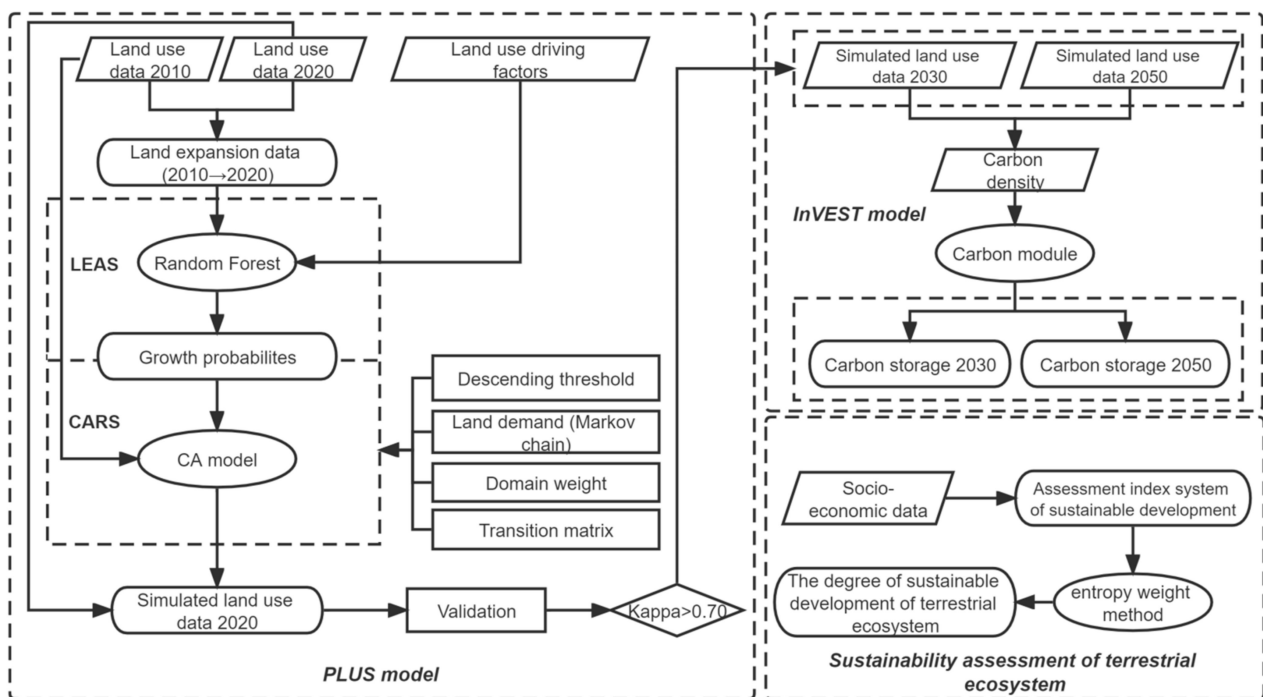 Land use
data 2010
Land use
data 2020
Land use driving
factors
Land expansion data
(2010→2020)
LEAS
Random Forest
Growth probabilites
CARS
CA model
Descending threshold
Land demand (Markov
chain)
Domain weight
Transition matrix
Simulated land use
data 2020
Validation
Kappa>0.70
PLUS model
Simulated land use
data 2030
Simulated land use
data 2050
Carbon
density
InVEST model
Carbon module
Carbon storage 2030
Carbon storage 2050
Socio-
economic data
Assessment index system
of sustainable development
The degree of sustainable
development of terrestrial
ecosystem
entropy weight
method
Sustainability assessment of terrestrial
ecosystem